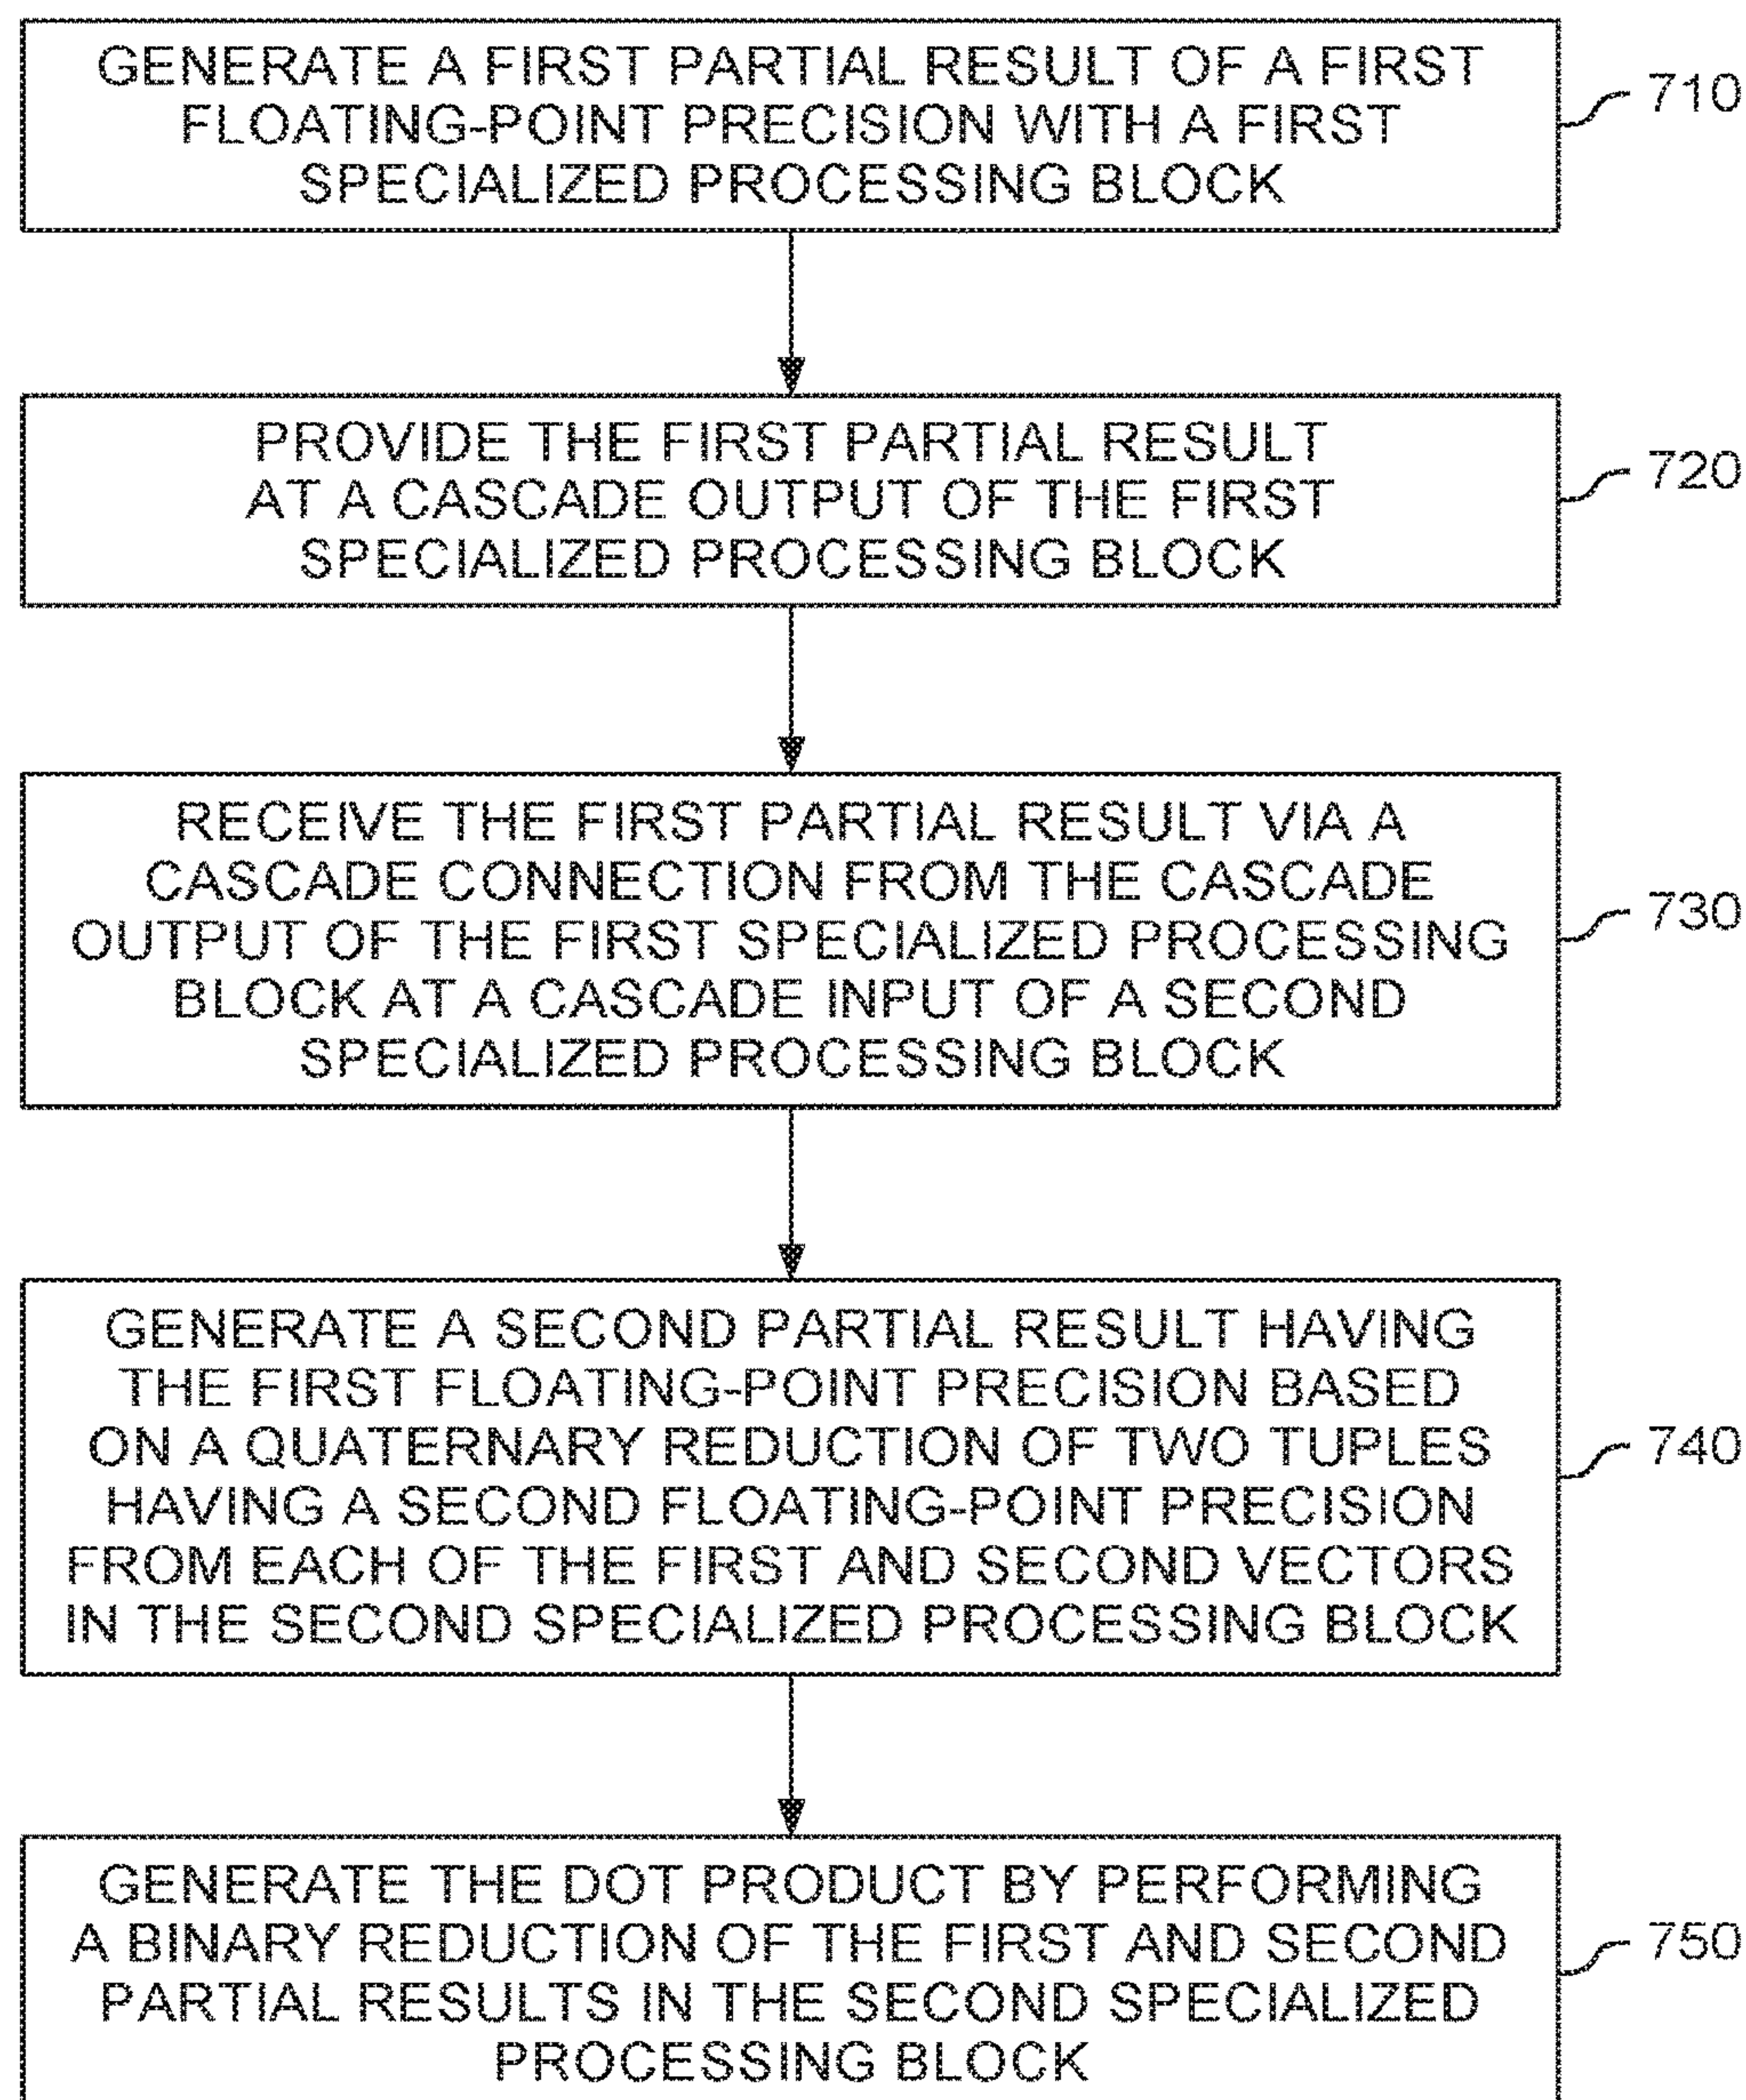 GENERATE A FIRST PARTIAL RESULT OF A FIRST
FLOATING-POINT PRECISION WITH A FIRST
SPECIALIZED PROCESSING BLOCK
710
PROVIDE THE FIRST PARTIAL RESULT
AT A CASCADE OUTPUT OF THE FIRST
SPECIALIZED PROCESSING BLOCK
720
RECEIVE THE FIRST PARTIAL RESULT VIA A
CASCADE CONNECTION FROM THE CASCADE
OUTPUT OF THE FIRST SPECIALIZED PROCESSING
BLOCK AT A CASCADE INPUT OF A SECOND
SPECIALIZED PROCESSING BLOCK
730
GENERATE A SECOND PARTIAL RESULT HAVING
THE FIRST FLOATING-POINT PRECISION BASED
ON A QUATERNARY REDUCTION OF TWO TUPLES
HAVING A SECOND FLOATING-POINT PRECISION
FROM EACH OF THE FIRST AND SECOND VECTORS
IN THE SECOND SPECIALIZED PROCESSING BLOCK
740
GENERATE THE DOT PRODUCT BY PERFORMING
A BINARY REDUCTION OF THE FIRST AND SECOND
PARTIAL RESULTS IN THE SECOND SPECIALIZED
PROCESSING BLOCK
750